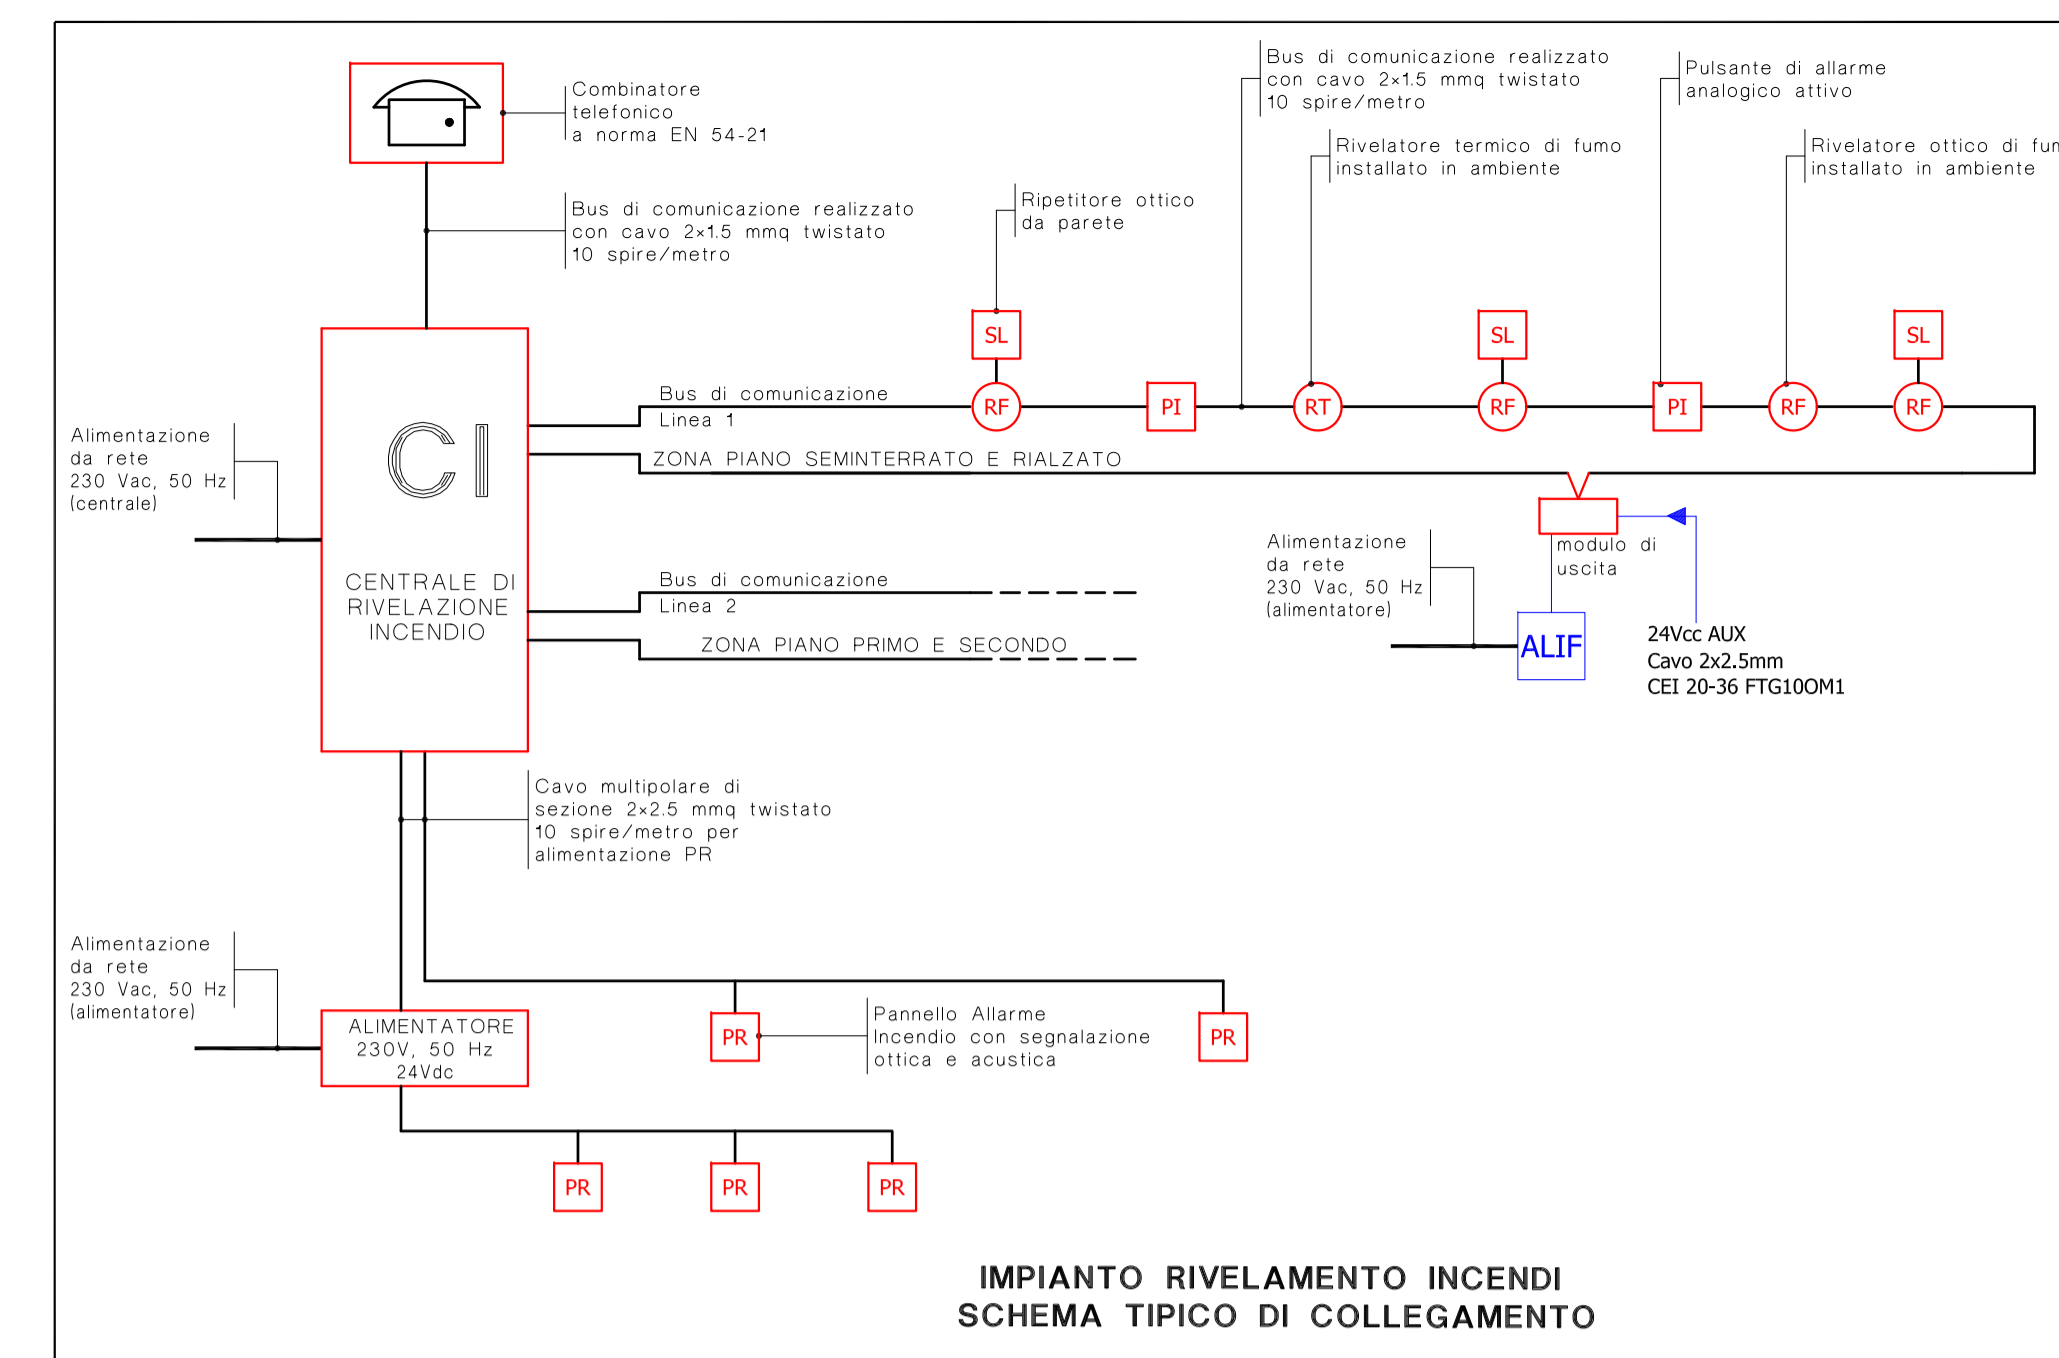 Combinatore
telefonico
a norma EN 54-21
Bus di comunicazione realizzato
con cavo 2×1.5 mmq twistato
10 spire/metro
Ripetitore ottico
da parete
Bus di comunicazione realizzato
con cavo 2×1.5 mmq twistato
10 spire/metro
Rivelatore termico di fumo
installato in ambiente
Pulsante di allarme
analogico attivo
Rivelatore ottico di fum
installato in ambiente
SL
SL
SL
RF
PI
RT
RF
PI
RF
RF
Bus di comunicazione
Linea 1
ZONA PIANO SEMINTERRATO E RIALZATO
Alimentazione
da rete
230 Vac, 50 Hz
(centrale)
CI
CENTRALE DI
RIVELAZIONE
INCENDIO
Bus di comunicazione
Linea 2
ZONA PIANO PRIMO E SECONDO
Alimentazione
da rete
230 Vac, 50 Hz
(alimentatore)
modulo di
uscita
ALIF
24Vcc AUX
Cavo 2x2.5mm
CEI 20-36 FTG10OM1
Cavo multipolare di
sezione 2×2.5 mmq twistato
10 spire/metro per
alimentazione PR
Alimentazione
da rete
230 Vac, 50 Hz
(alimentatore)
ALIMENTATORE
230V, 50 Hz
24Vdc
PR
Pannello Allarme
Incendio con segnalazione
ottica e acustica
PR
PR
PR
PR
IMPIANTO RIVELAMENTO INCENDI
SCHEMA TIPICO DI COLLEGAMENTO